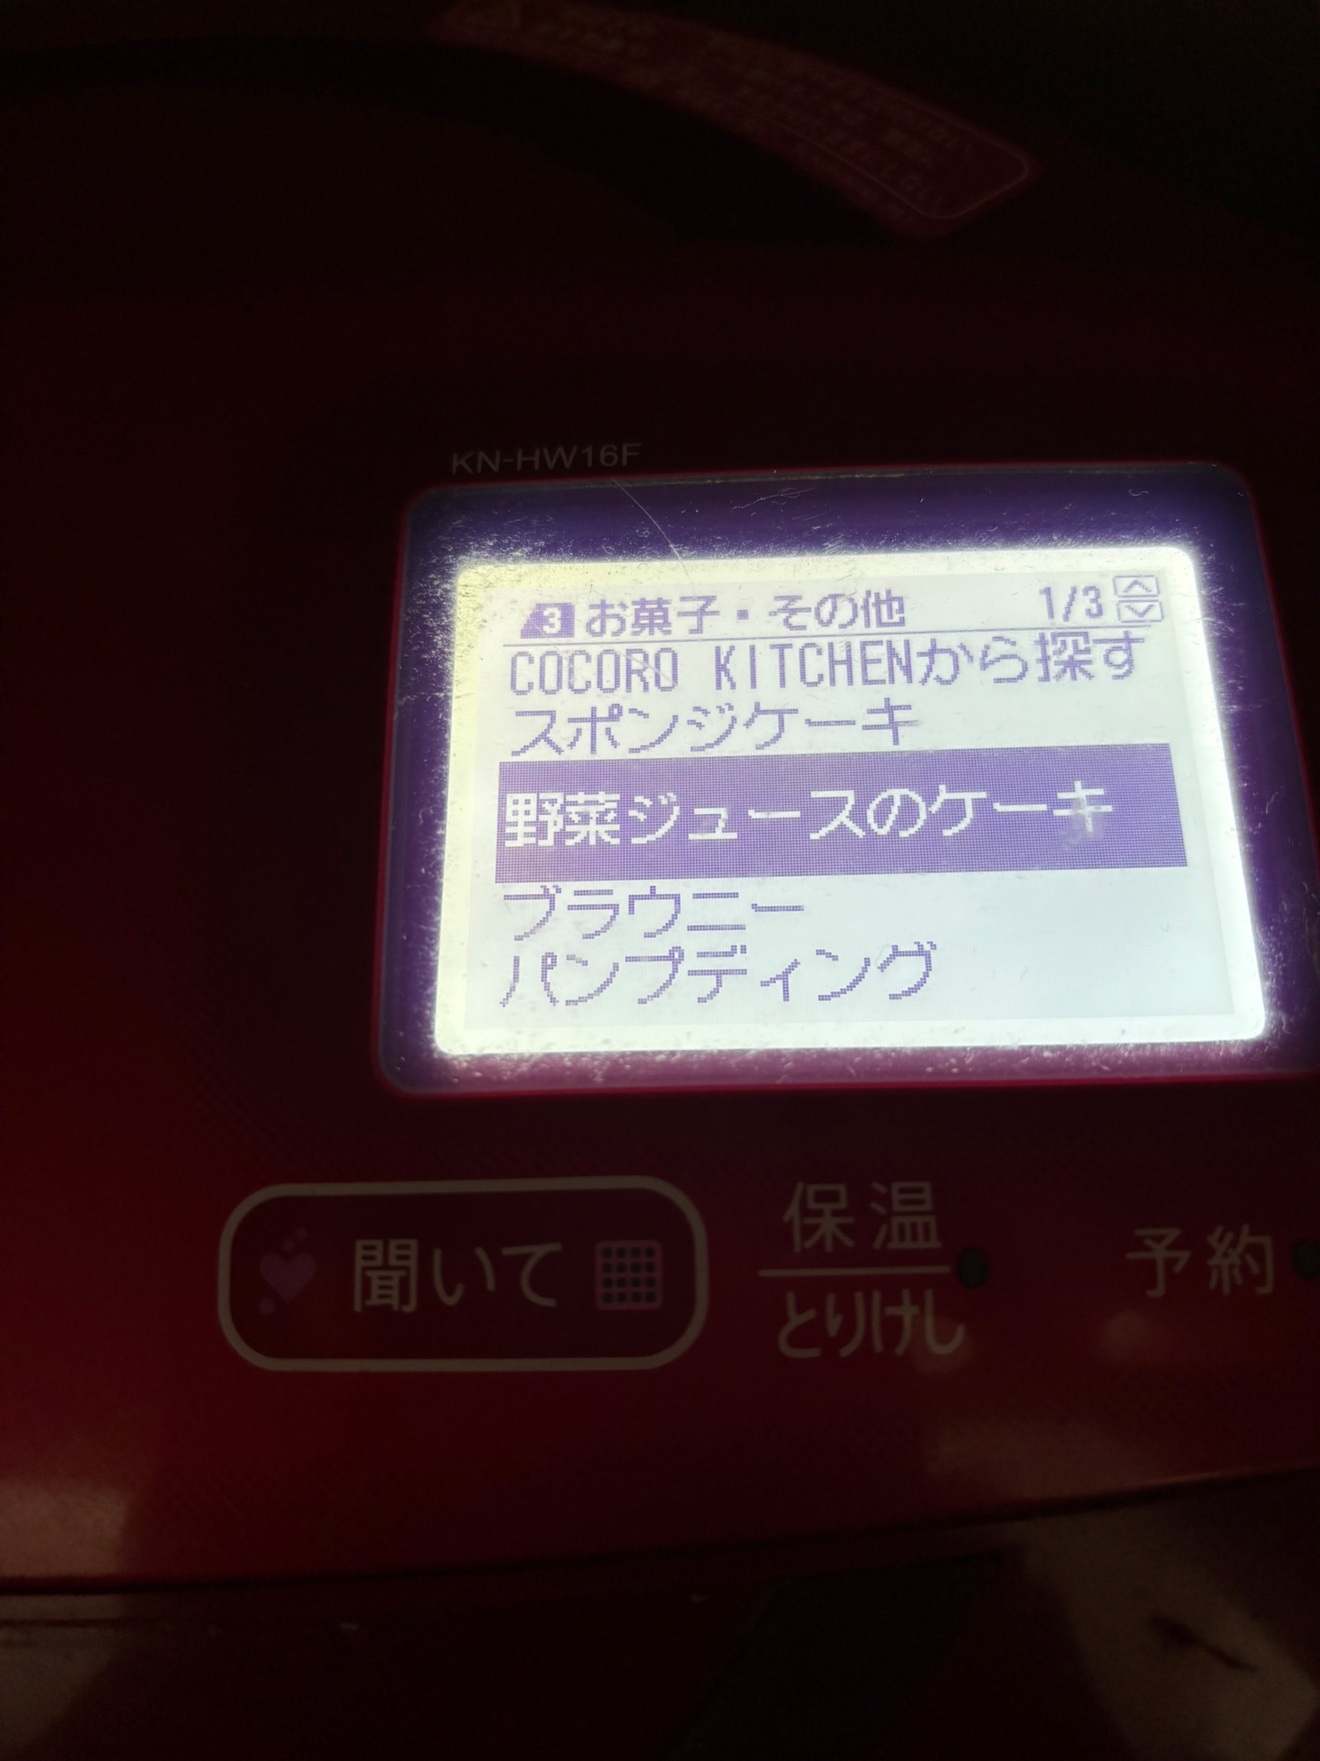 KN-HW16F
3 お菓子・その他 1/3
COCORO KITCHENから探す
スポンジケーキ
野菜ジュースのケーキ
ブラウニー
パンプディング
聞いて
保温
とりけし
予約